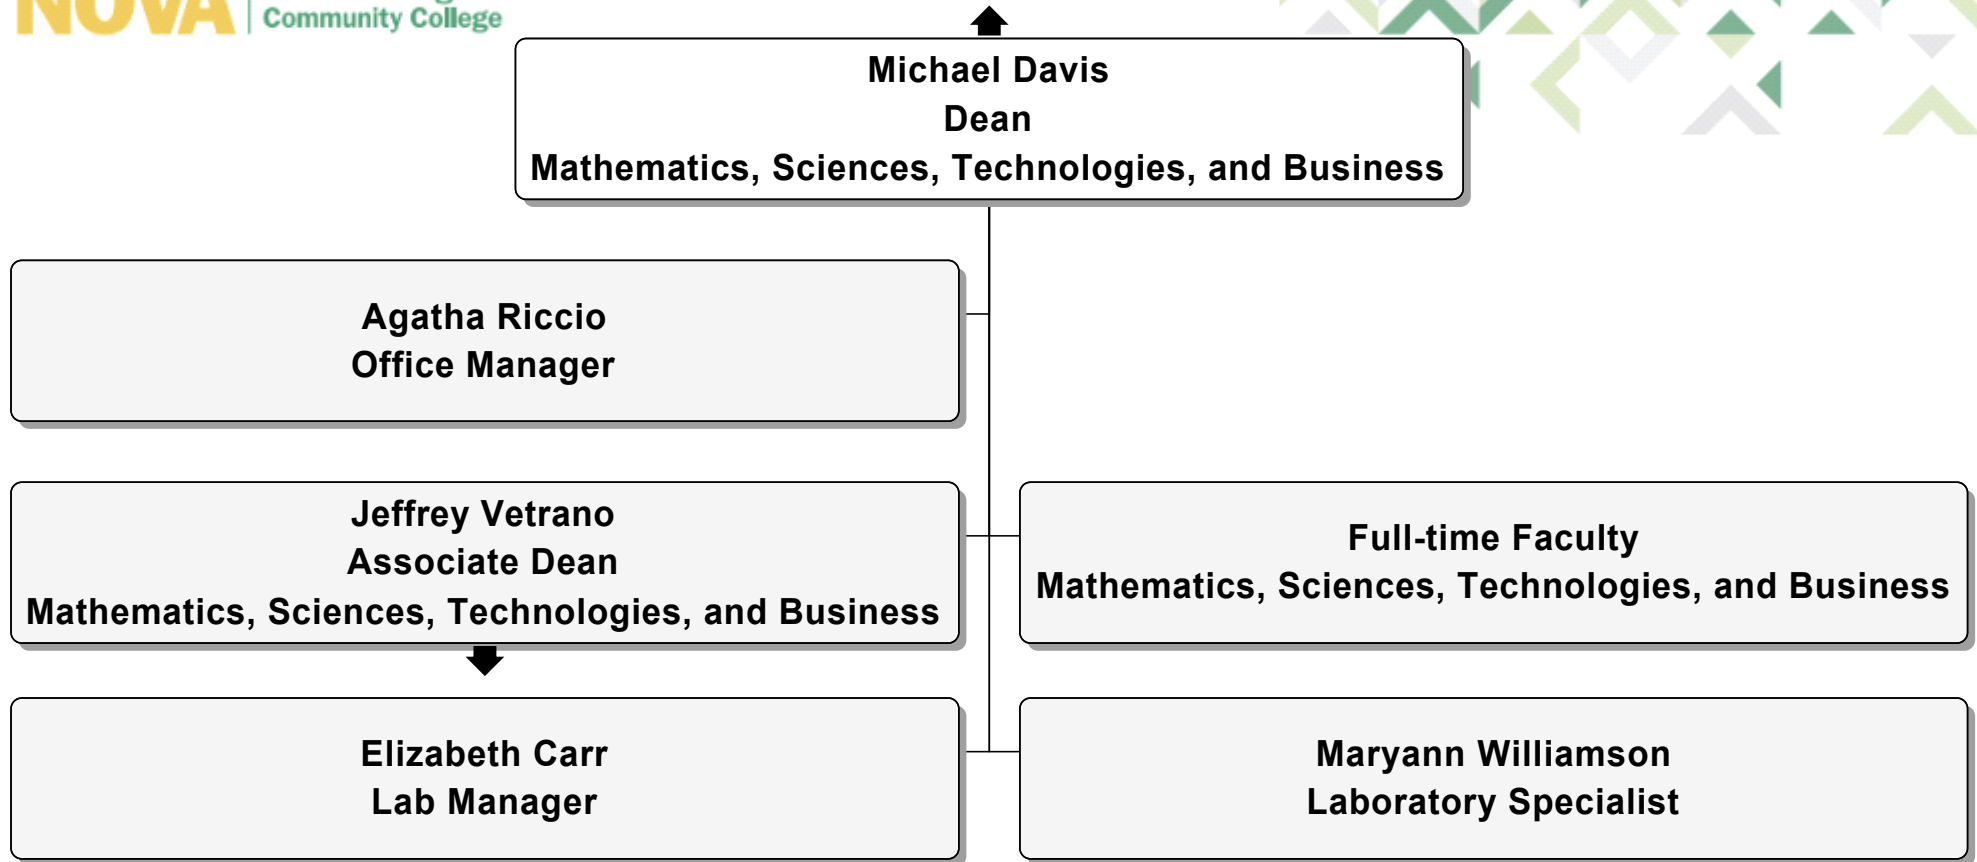 NOVA
Community College
Michael Davis
Dean
Mathematics, Sciences, Technologies, and Business
Agatha Riccio
Office Manager
Jeffrey Vetrano
Associate Dean
Mathematics, Sciences, Technologies, and Business
Full-time Faculty
Mathematics, Sciences, Technologies, and Business
Elizabeth Carr
Lab Manager
Maryann Williamson
Laboratory Specialist